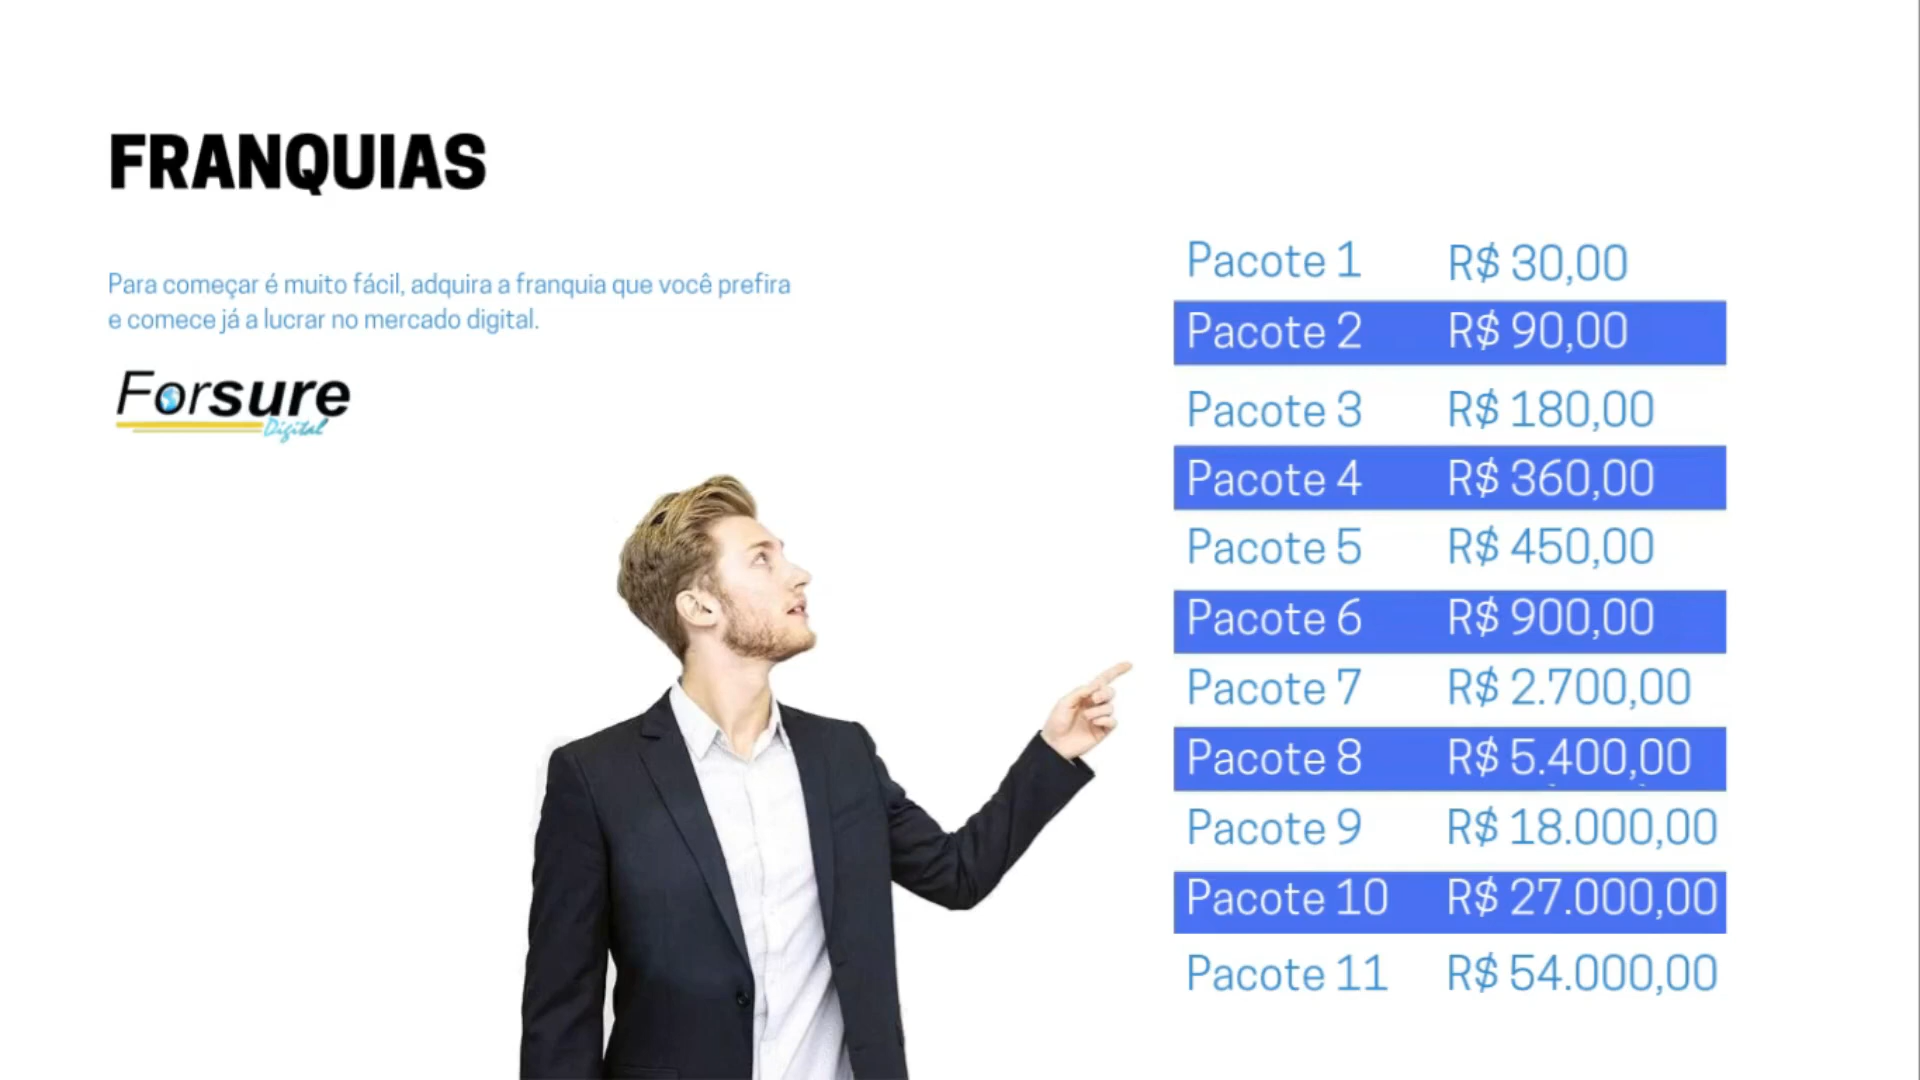 FRANQUIAS
Para começar é muito fácil, adquira a franquia que você prefira
e comece já a lucrar no mercado digital.
Forsure
Digital
Pacote 1 R$ 30,00
Pacote 2 R$ 90,00
Pacote 3 R$ 180,00
Pacote 4 R$ 360,00
Pacote 5 R$ 450,00
Pacote 6 R$ 900,00
Pacote 7 R$ 2.700,00
Pacote 8 R$ 5.400,00
Pacote 9 R$ 18.000,00
Pacote 10 R$ 27.000,00
Pacote 11 R$ 54.000,00